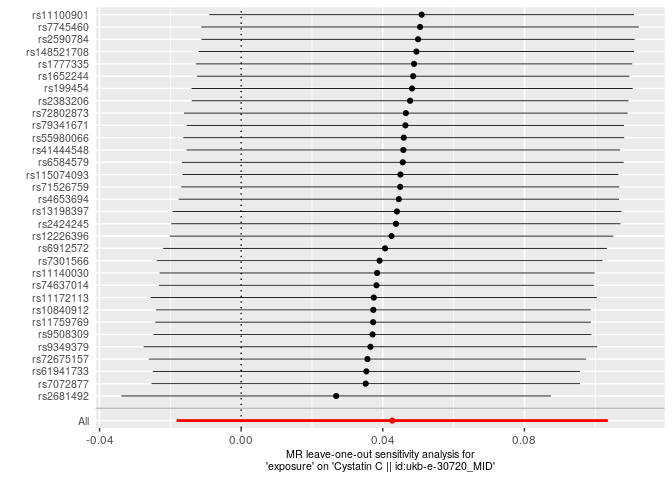 rs11100901
rs7745460
rs2590784
rs148521708
rs1777335
rs1652244
rs199454
rs2383206
rs72802873
rs79341671
rs55980066
rs41444548
rs6584579
rs115074093
rs71526759
rs4653694
rs13198397
rs2424245
rs12226396
rs6912572
rs7301566
rs11140030
rs74637014
rs11172113
rs10840912
rs11759769
rs9508309
rs9349379
rs72675157
rs61941733
rs7072877
rs2681492
All
-0.04 0.00 0.04 0.08
MR leave-one-out sensitivity analysis for
'exposure' on 'Cystatin C || id:ukb-e-30720_MID'